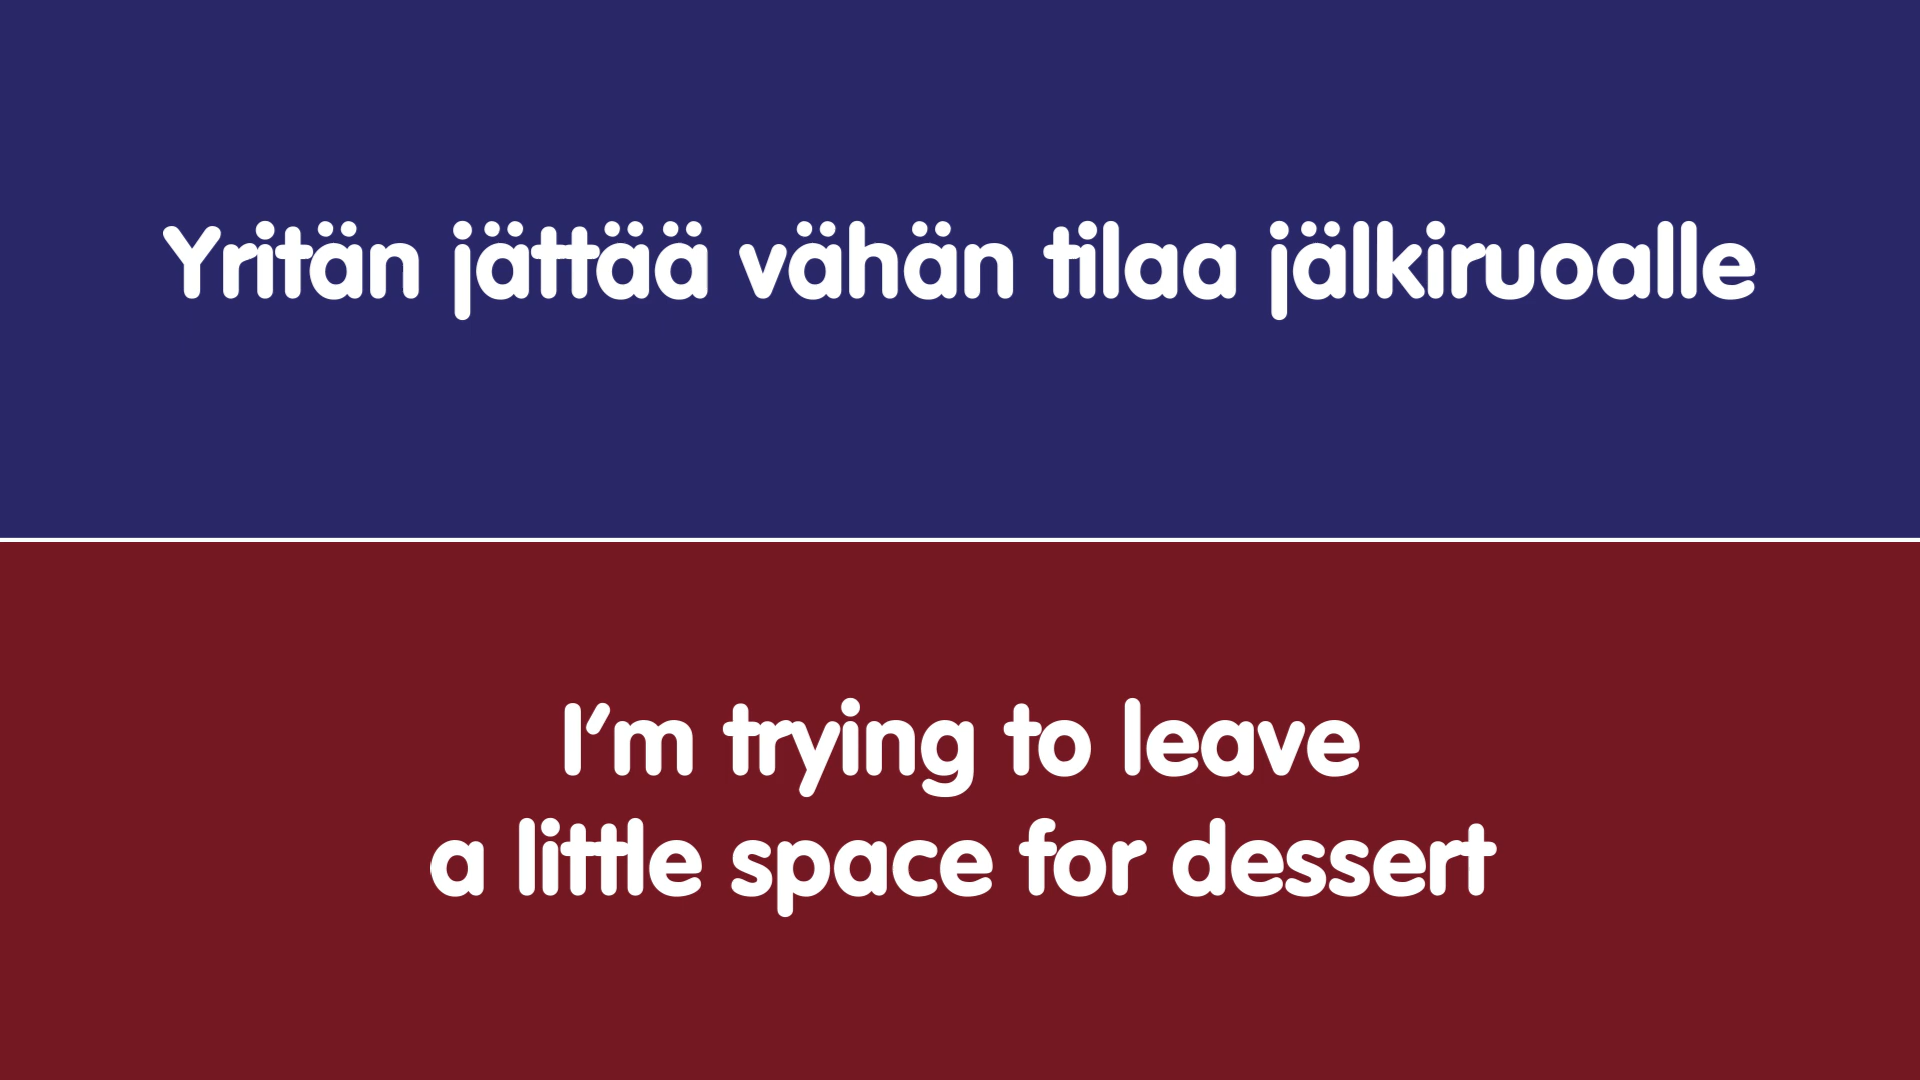 Yritän jättää vähän tilaa jälkiruoalle
I'm trying to leave
a little space for dessert